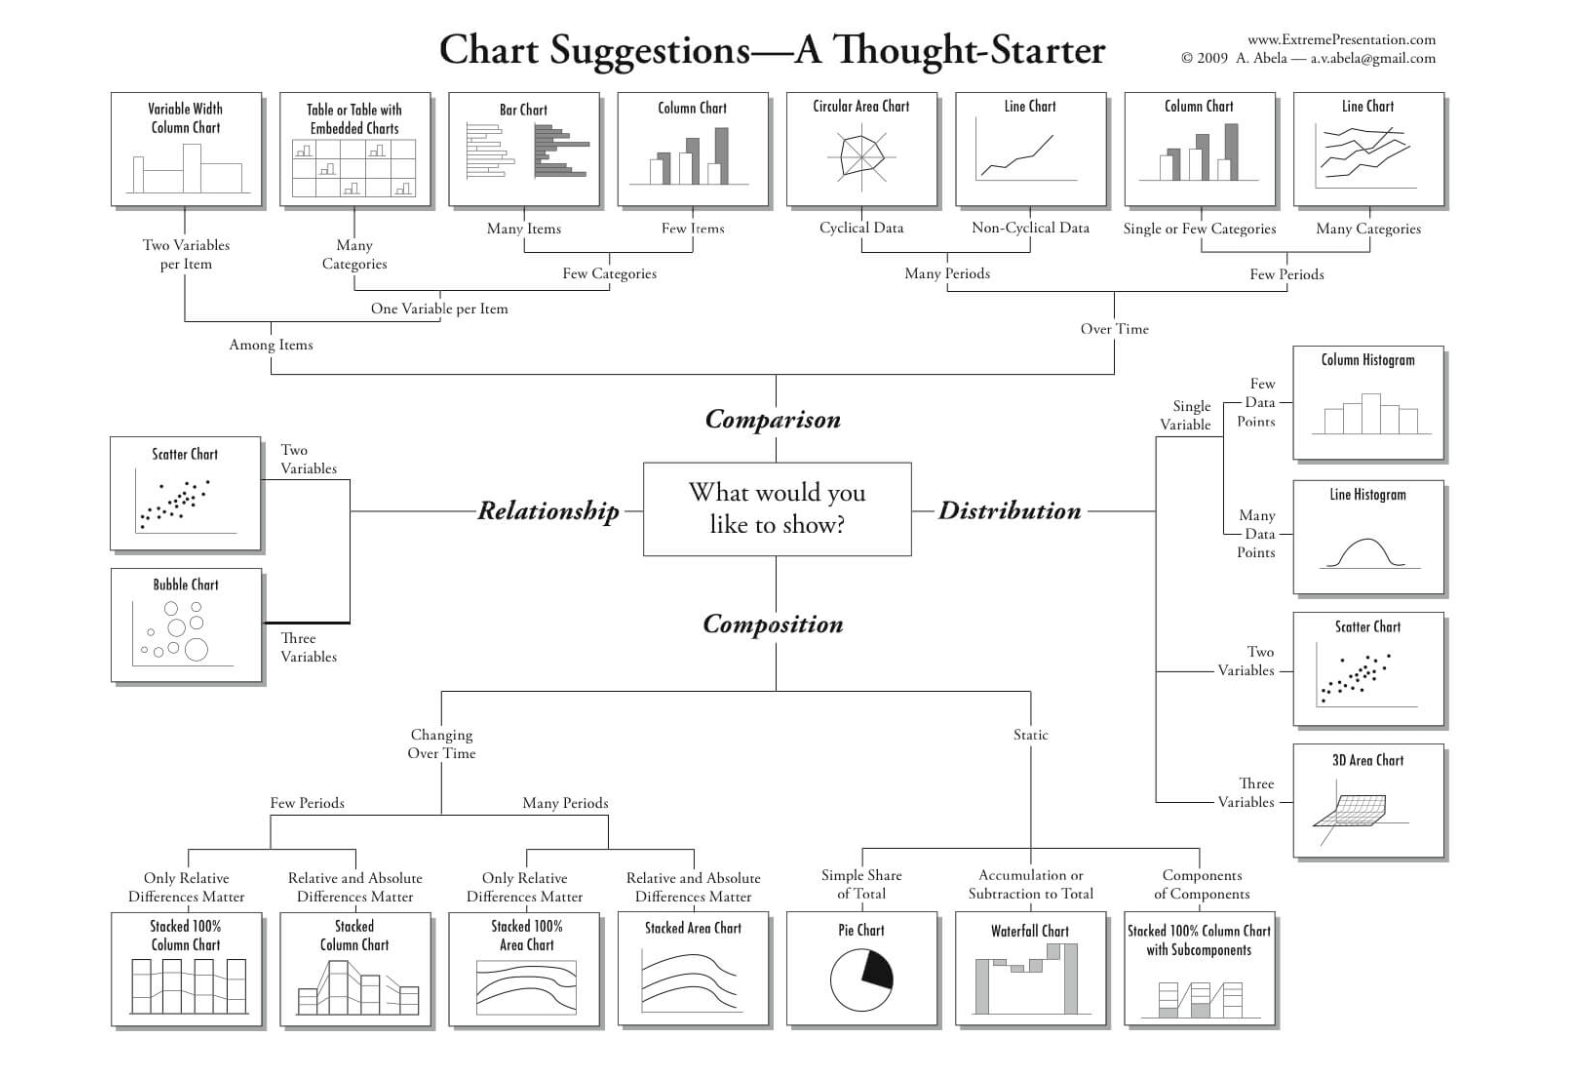 Chart Suggestions—A Thought-Starter
www.ExtremePresentation.com
© 2009 A. Abela — a.v.abela@gmail.com
Variable Width
Column Chart
Table or Table with
Embedded Charts
Bar Chart
Column Chart
Circular Area Chart
Line Chart
Column Chart
Line Chart
Two Variables
per Item
Many
Categories
Many Items
Few Items
Cyclical Data
Non-Cyclical Data
Single or Few Categories
Many Categories
Few Categories
Many Periods
Few Periods
One Variable per Item
Among Items
Over Time
Comparison
What would you
like to show?
Relationship
Two
Variables
Scatter Chart
Bubble Chart
Three
Variables
Distribution
Single
Variable
Few
Data
Points
Column Histogram
Many
Data
Points
Line Histogram
Two
Variables
Scatter Chart
Three
Variables
3D Area Chart
Composition
Changing
Over Time
Static
Few Periods
Many Periods
Only Relative
Differences Matter
Relative and Absolute
Differences Matter
Only Relative
Differences Matter
Relative and Absolute
Differences Matter
Simple Share
of Total
Accumulation or
Subtraction to Total
Components
of Components
Stacked 100%
Column Chart
Stacked
Column Chart
Stacked 100%
Area Chart
Stacked Area Chart
Pie Chart
Waterfall Chart
Stacked 100% Column Chart
with Subcomponents